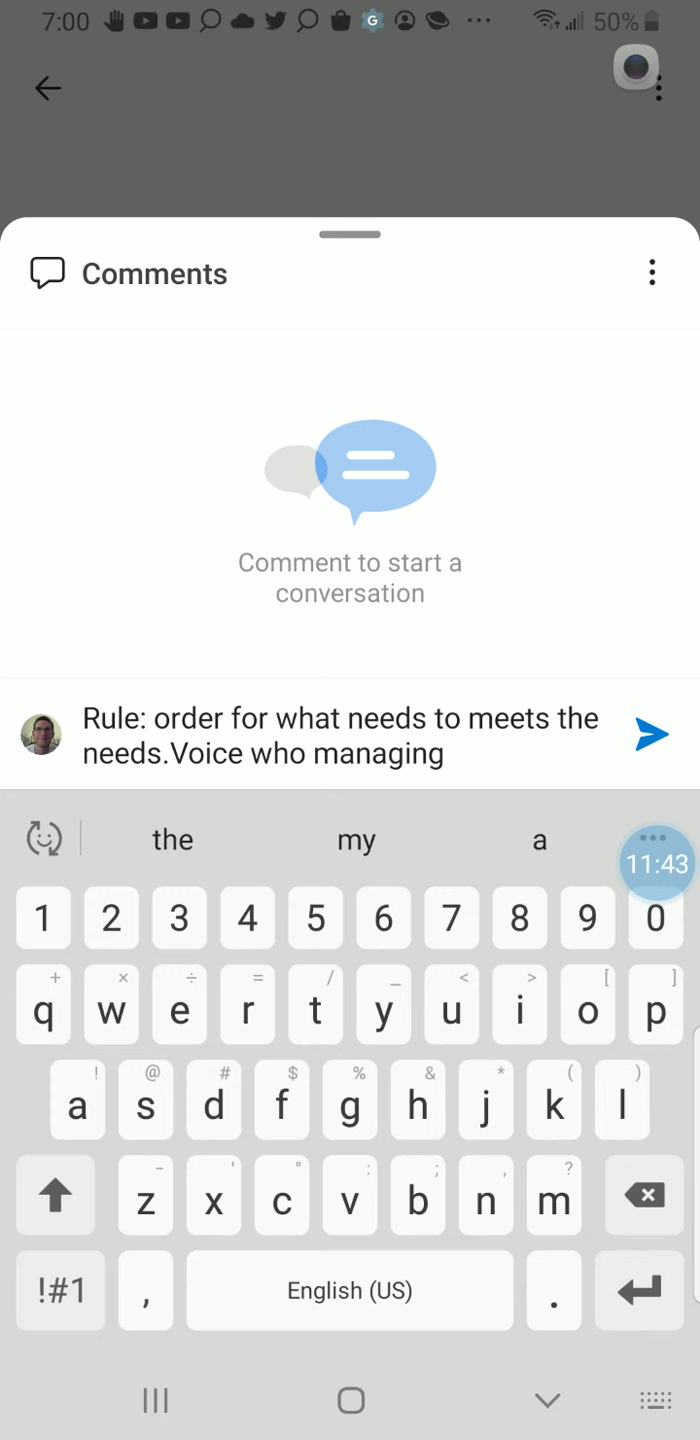 7:00 G 50%
Comments
Comment to start a
conversation
Rule: order for what needs to meets the
needs.Voice who managing
the my a
11:43
1 2 3 4 5 6 7 8 9 0
+ × ÷ = / _ < > [ ]
q w e r t y u i o p
! @ # $ % & * ( )
a s d f g h j k l
- ' " : ; , ?
z x c v b n m
!#1 , English (US) .